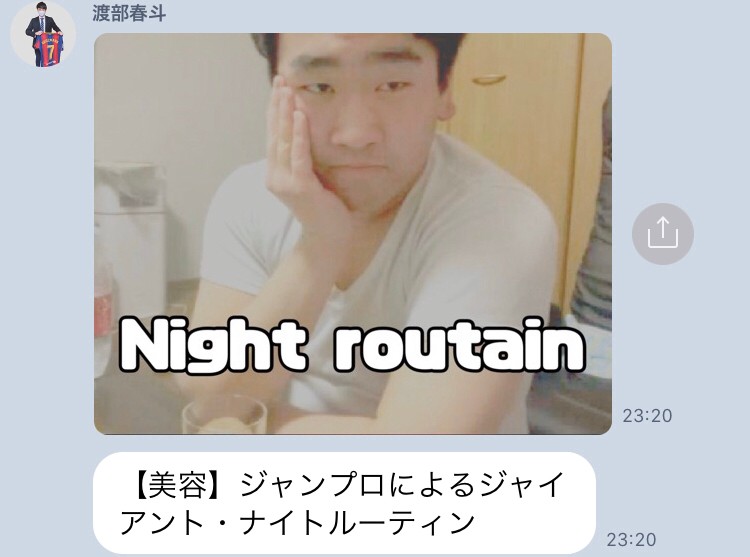 渡部春斗
Night routain
23:20
【美容】ジャンプロによるジャイ
アント・ナイトルーティン
23:20